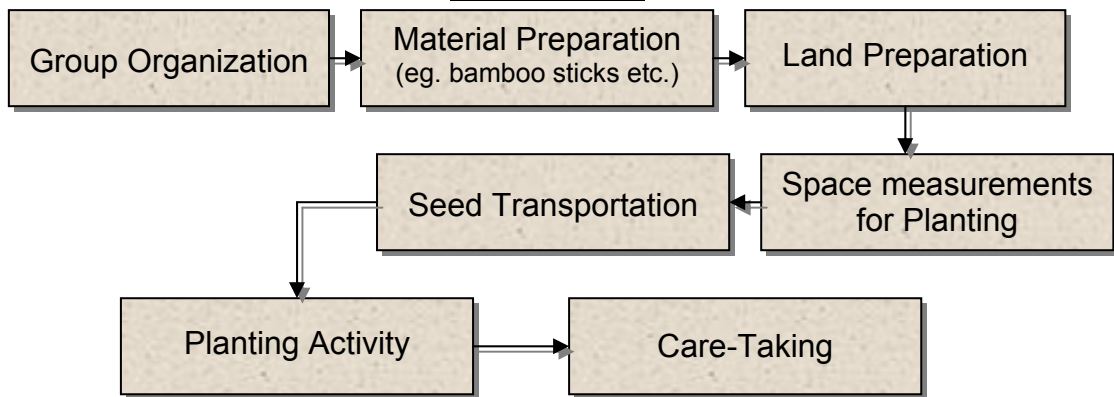 Group Organization
Material Preparation
(eg. bamboo sticks etc.)
Land Preparation
Space measurements
for Planting
Seed Transportation
Planting Activity
Care-Taking